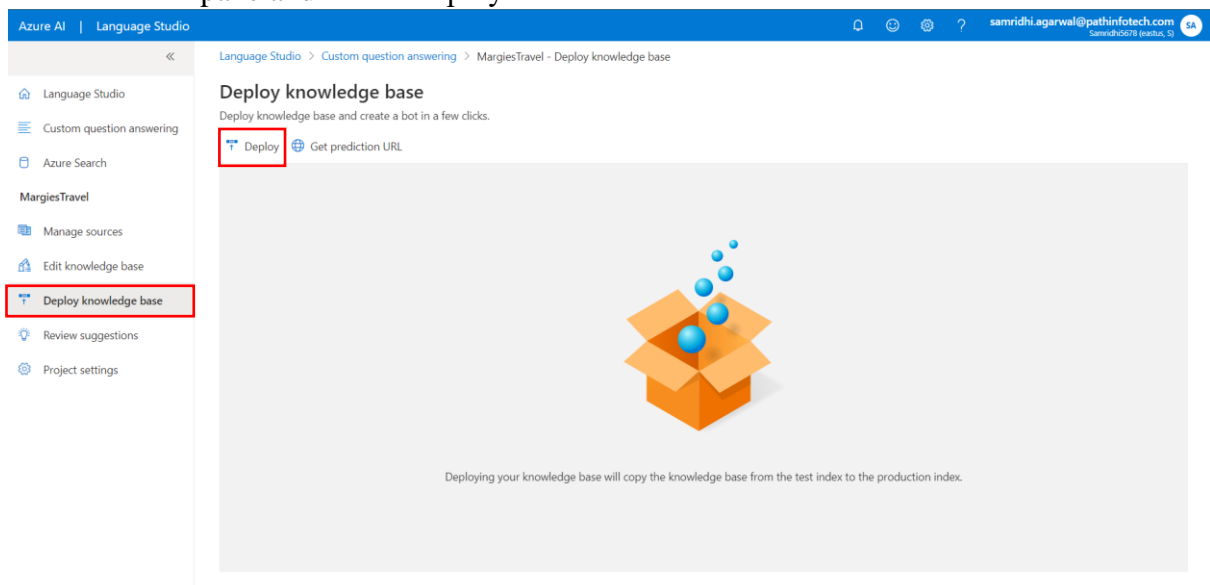 Azure AI | Language Studio
samridhi.agarwal@pathinfotech.com
Samridhi5678 (eastus, S)
SA
Language Studio > Custom question answering > MargiesTravel - Deploy knowledge base
Language Studio
Custom question answering
Azure Search
MargiesTravel
Manage sources
Edit knowledge base
Deploy knowledge base
Review suggestions
Project settings
Deploy knowledge base
Deploy knowledge base and create a bot in a few clicks.
Deploy Get prediction URL
Deploying your knowledge base will copy the knowledge base from the test index to the production index.